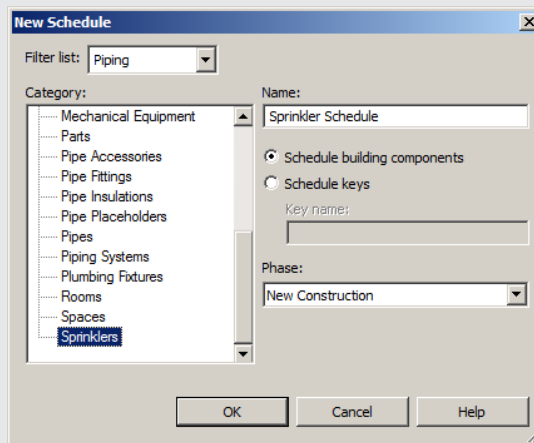 New Schedule
Filter list: Piping
Category:
Mechanical Equipment
Parts
Pipe Accessories
Pipe Fittings
Pipe Insulations
Pipe Placeholders
Pipes
Piping Systems
Plumbing Fixtures
Rooms
Spaces
Sprinklers
Name:
Sprinkler Schedule
Schedule building components
Schedule keys
Key name:
Phase:
New Construction
OK Cancel Help